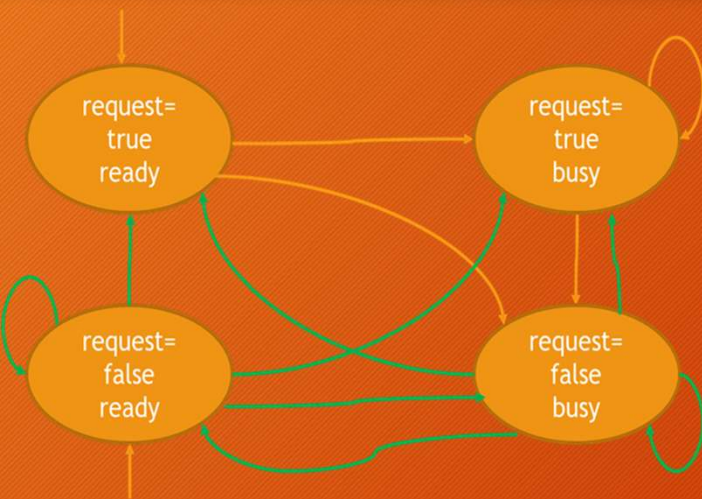 request=
true
ready
request=
true
busy
request=
false
ready
request=
false
busy